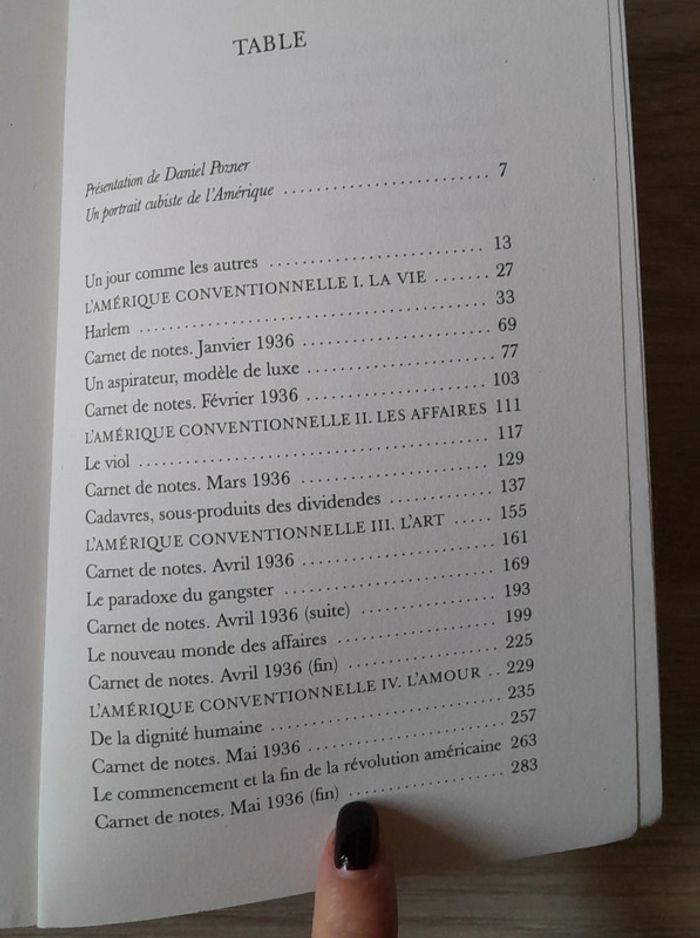 TABLE
Présentation de Daniel Pozner
Un portrait cubiste de l'Amérique .......................... 7
Un jour comme les autres .......................... 13
L'AMÉRIQUE CONVENTIONNELLE I. LA VIE ....... 27
Harlem .......................................... 33
Carnet de notes. Janvier 1936 ..................... 69
Un aspirateur, modèle de luxe ..................... 77
Carnet de notes. Février 1936 ..................... 103
L'AMÉRIQUE CONVENTIONNELLE II. LES AFFAIRES 111
Le viol .......................................... 117
Carnet de notes. Mars 1936 ..................... 129
Cadavres, sous-produits des dividendes ............ 137
L'AMÉRIQUE CONVENTIONNELLE III. L'ART ..... 155
Carnet de notes. Avril 1936 ..................... 161
Le paradoxe du gangster ........................ 169
Carnet de notes. Avril 1936 (suite) ............... 193
Le nouveau monde des affaires .................. 199
Carnet de notes. Avril 1936 (fin) ................. 225
L'AMÉRIQUE CONVENTIONNELLE IV. L'AMOUR .. 229
De la dignité humaine .......................... 235
Carnet de notes. Mai 1936 ...................... 257
Le commencement et la fin de la révolution américaine 263
Carnet de notes. Mai 1936 (fin) ................... 283